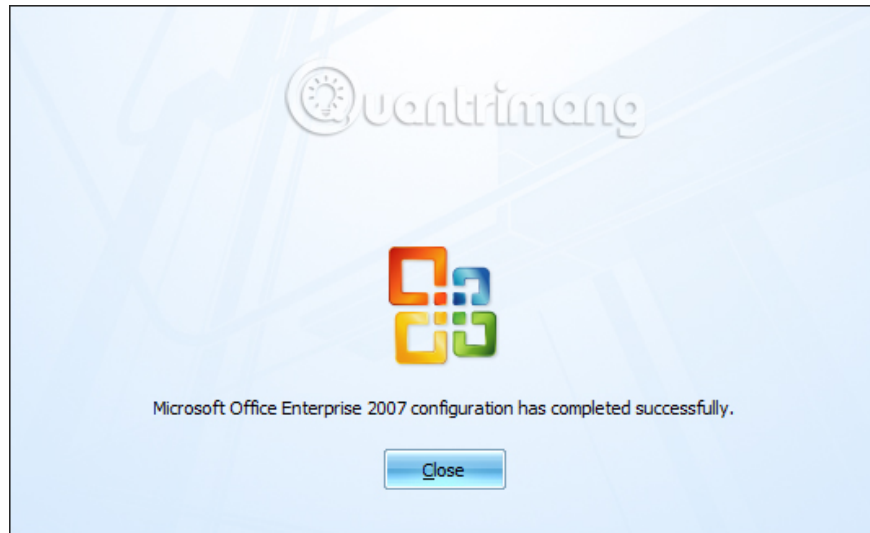 Quantrimang
Microsoft Office Enterprise 2007 configuration has completed successfully.
Close